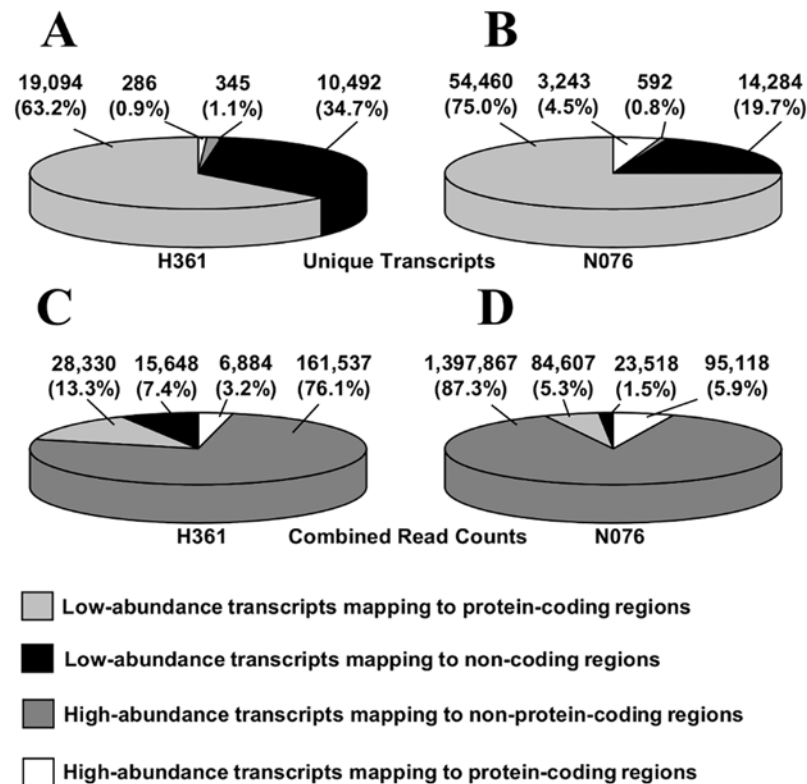 A B
19,094 286 345 10,492 54,460 3,243 592 14,284
(63.2%) (0.9%) (1.1%) (34.7%) (75.0%) (4.5%) (0.8%) (19.7%)
H361 Unique Transcripts N076
C D
28,330 15,648 6,884 161,537 1,397,867 84,607 23,518 95,118
(13.3%) (7.4%) (3.2%) (76.1%) (87.3%) (5.3%) (1.5%) (5.9%)
H361 Combined Read Counts N076
Low-abundance transcripts mapping to protein-coding regions
Low-abundance transcripts mapping to non-coding regions
High-abundance transcripts mapping to non-protein-coding regions
High-abundance transcripts mapping to protein-coding regions